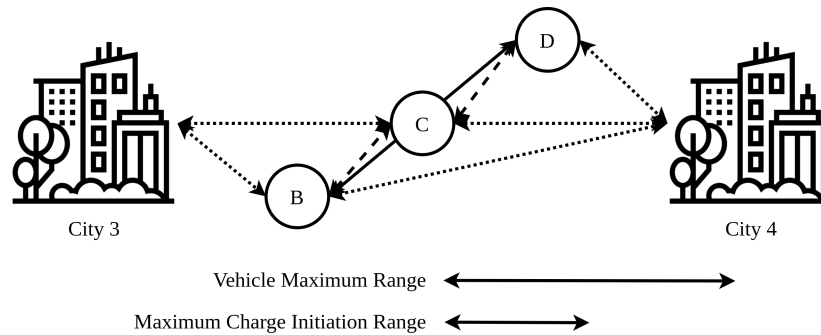 D
C
B
City 3
City 4
Vehicle Maximum Range
Maximum Charge Initiation Range